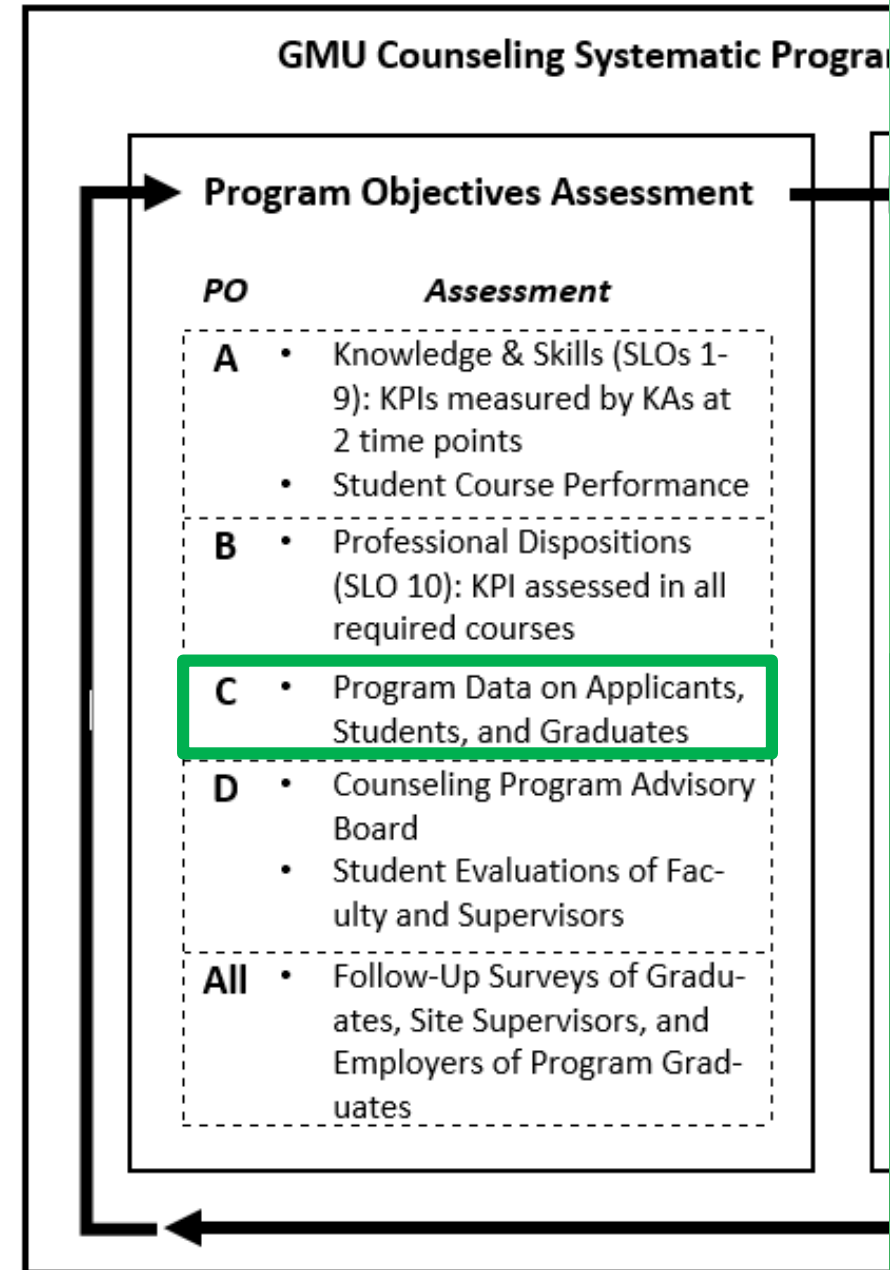 GMU Counseling Systematic
Program Objectives Assessment
PO Assessment
A • Knowledge & Skills (SLOs 1-
9): KPIs measured by KAs at
2 time points
• Student Course Performance
B • Professional Dispositions
(SLO 10): KPI assessed in all
required courses
C • Program Data on Applicants,
Students, and Graduates
D • Counseling Program Advisory
Board
• Student Evaluations of Fac-
ulty and Supervisors
All • Follow-Up Surveys of Gradu-
ates, Site Supervisors, and
Employers of Program Grad-
uates